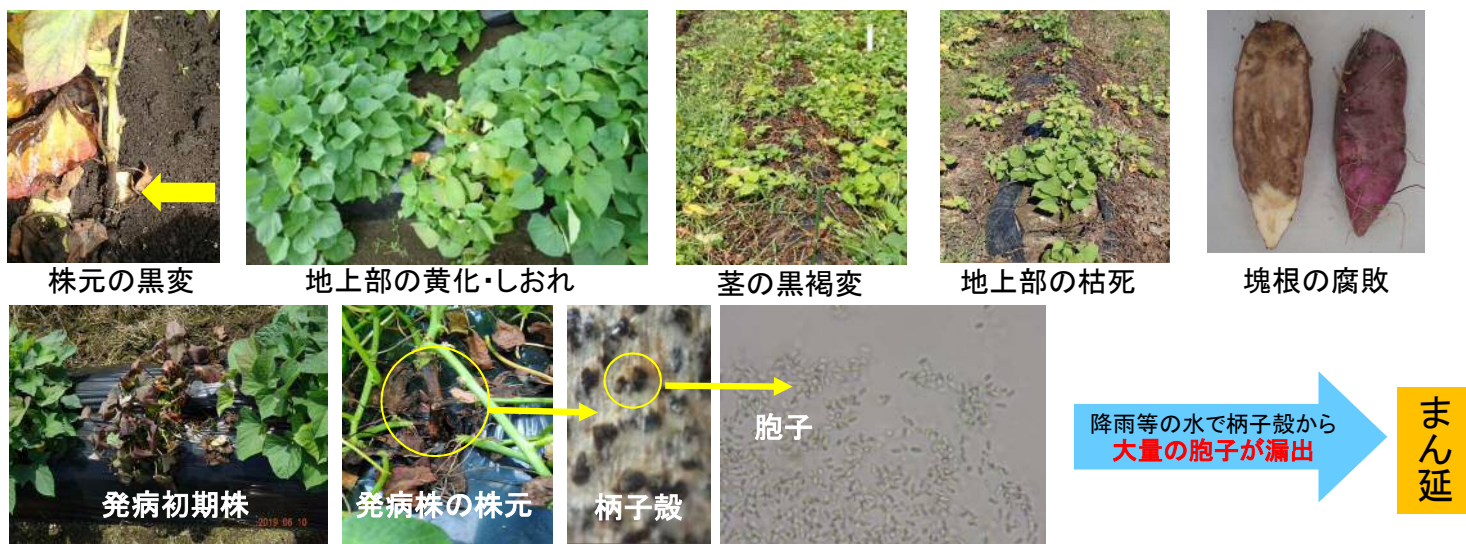 株元の黒変
地上部の黄化・しおれ
茎の黒褐変
地上部の枯死
塊根の腐敗
発病初期株
2019 06 10
発病株の株元
柄子殻
胞子
降雨等の水で柄子殻から
大量の胞子が漏出
まん延